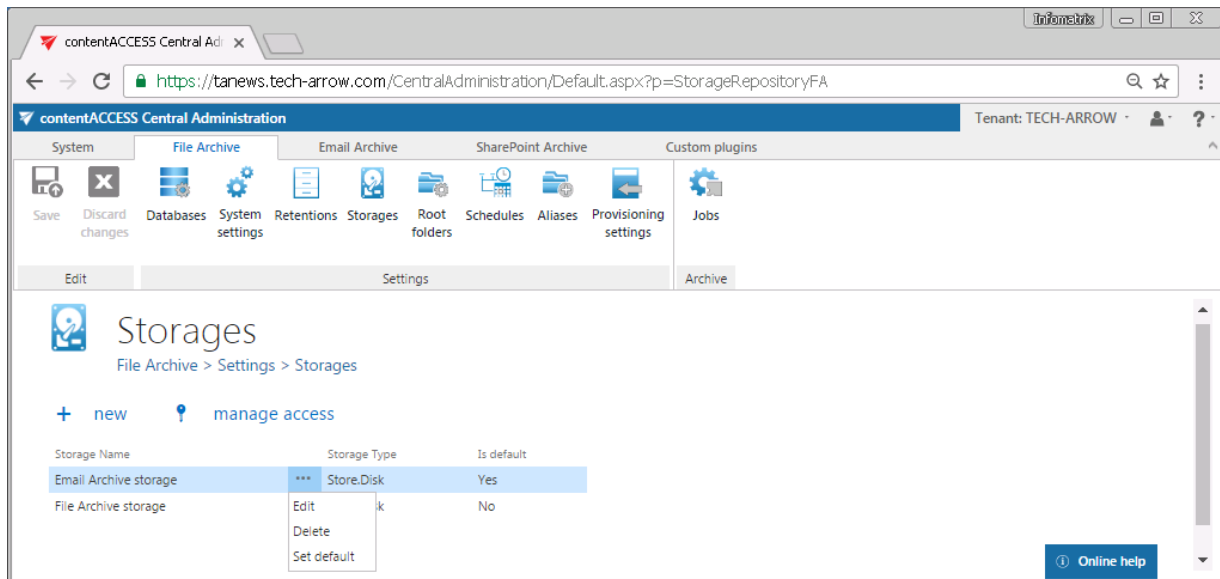 Infomatrix
contentACCESS Central Adi
https://tanews.tech-arrow.com/CentralAdministration/Default.aspx?p=StorageRepositoryFA
contentACCESS Central Administration
Tenant: TECH-ARROW
?
System
File Archive
Email Archive
SharePoint Archive
Custom plugins
Save
Discard
changes
Databases
System
settings
Retentions
Storages
Root
folders
Schedules
Aliases
Provisioning
settings
Jobs
Edit
Settings
Archive
Storages
File Archive > Settings > Storages
+ new
manage access
Storage Name Storage Type Is default
Email Archive storage ••• Store.Disk Yes
File Archive storage k No
Edit
Delete
Set default
Online help